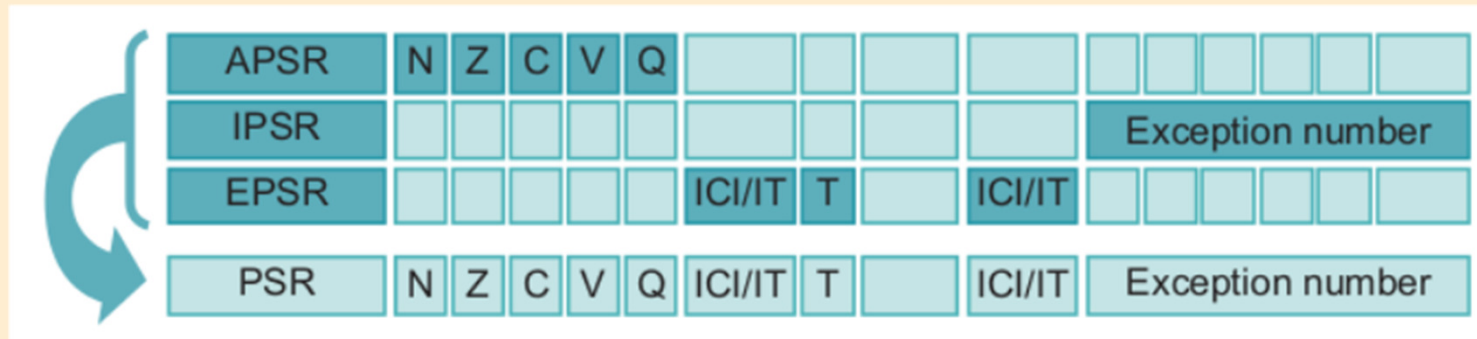 APSR N Z C V Q
IPSR Exception number
EPSR ICI/IT T ICI/IT
PSR N Z C V Q ICI/IT T ICI/IT Exception number